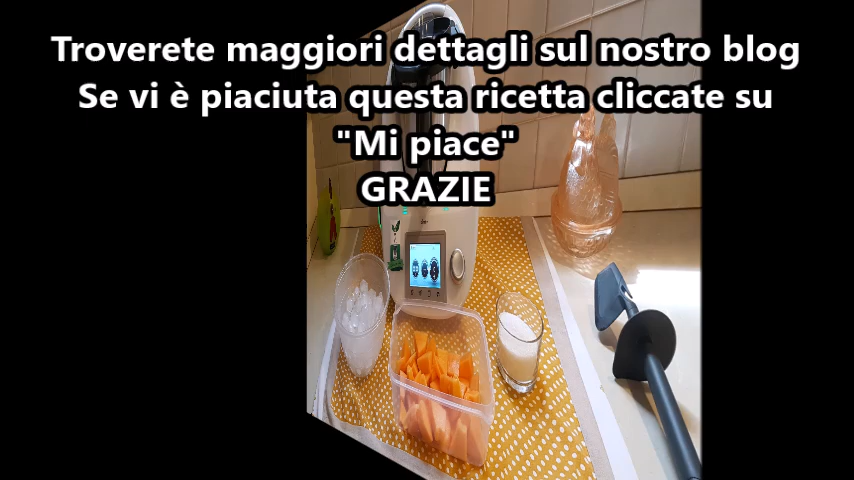 Troverete maggiori dettagli sul nostro blog
Se vi è piaciuta questa ricetta cliccate su
"Mi piace"
GRAZIE